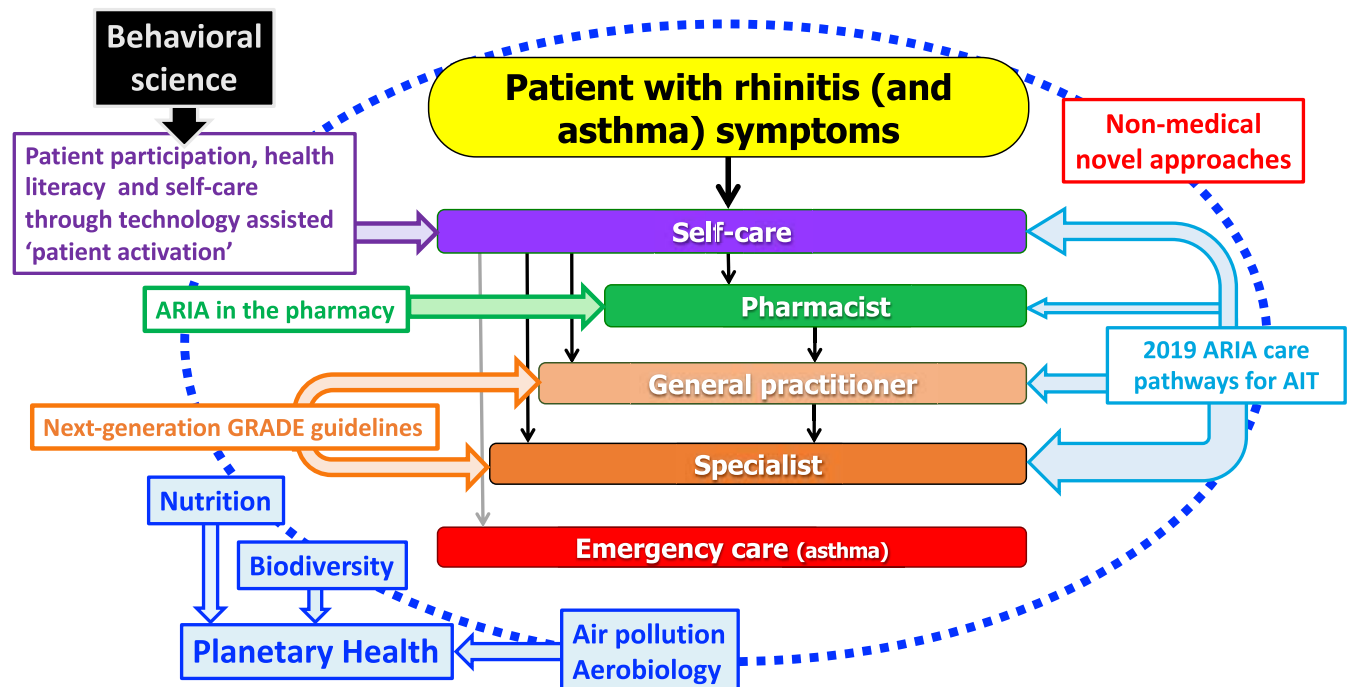 Behavioral
science
Patient with rhinitis (and
asthma) symptoms
Non-medical
novel approaches
Patient participation, health
literacy and self-care
through technology assisted
‘patient activation’
Self-care
ARIA in the pharmacy
Pharmacist
2019 ARIA care
pathways for AIT
General practitioner
Next-generation GRADE guidelines
Specialist
Nutrition
Emergency care (asthma)
Biodiversity
Planetary Health
Air pollution
Aerobiology